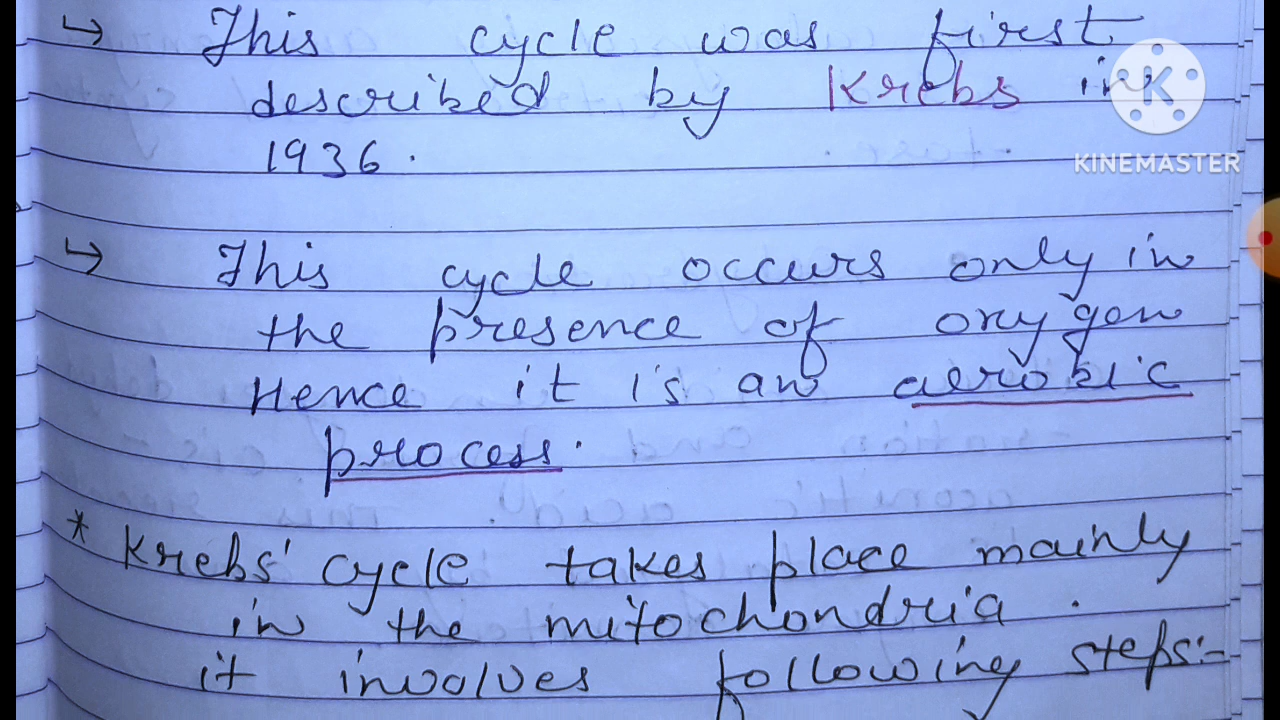 ↳ This cycle was first
described by Krebs in
1936.
↳ This cycle occurs only in
the presence of oxygen
Hence it is an aerobic
process.
* Krebs' cycle takes place mainly
in the mitochondria.
it involves following steps:-
K
KINEMASTER